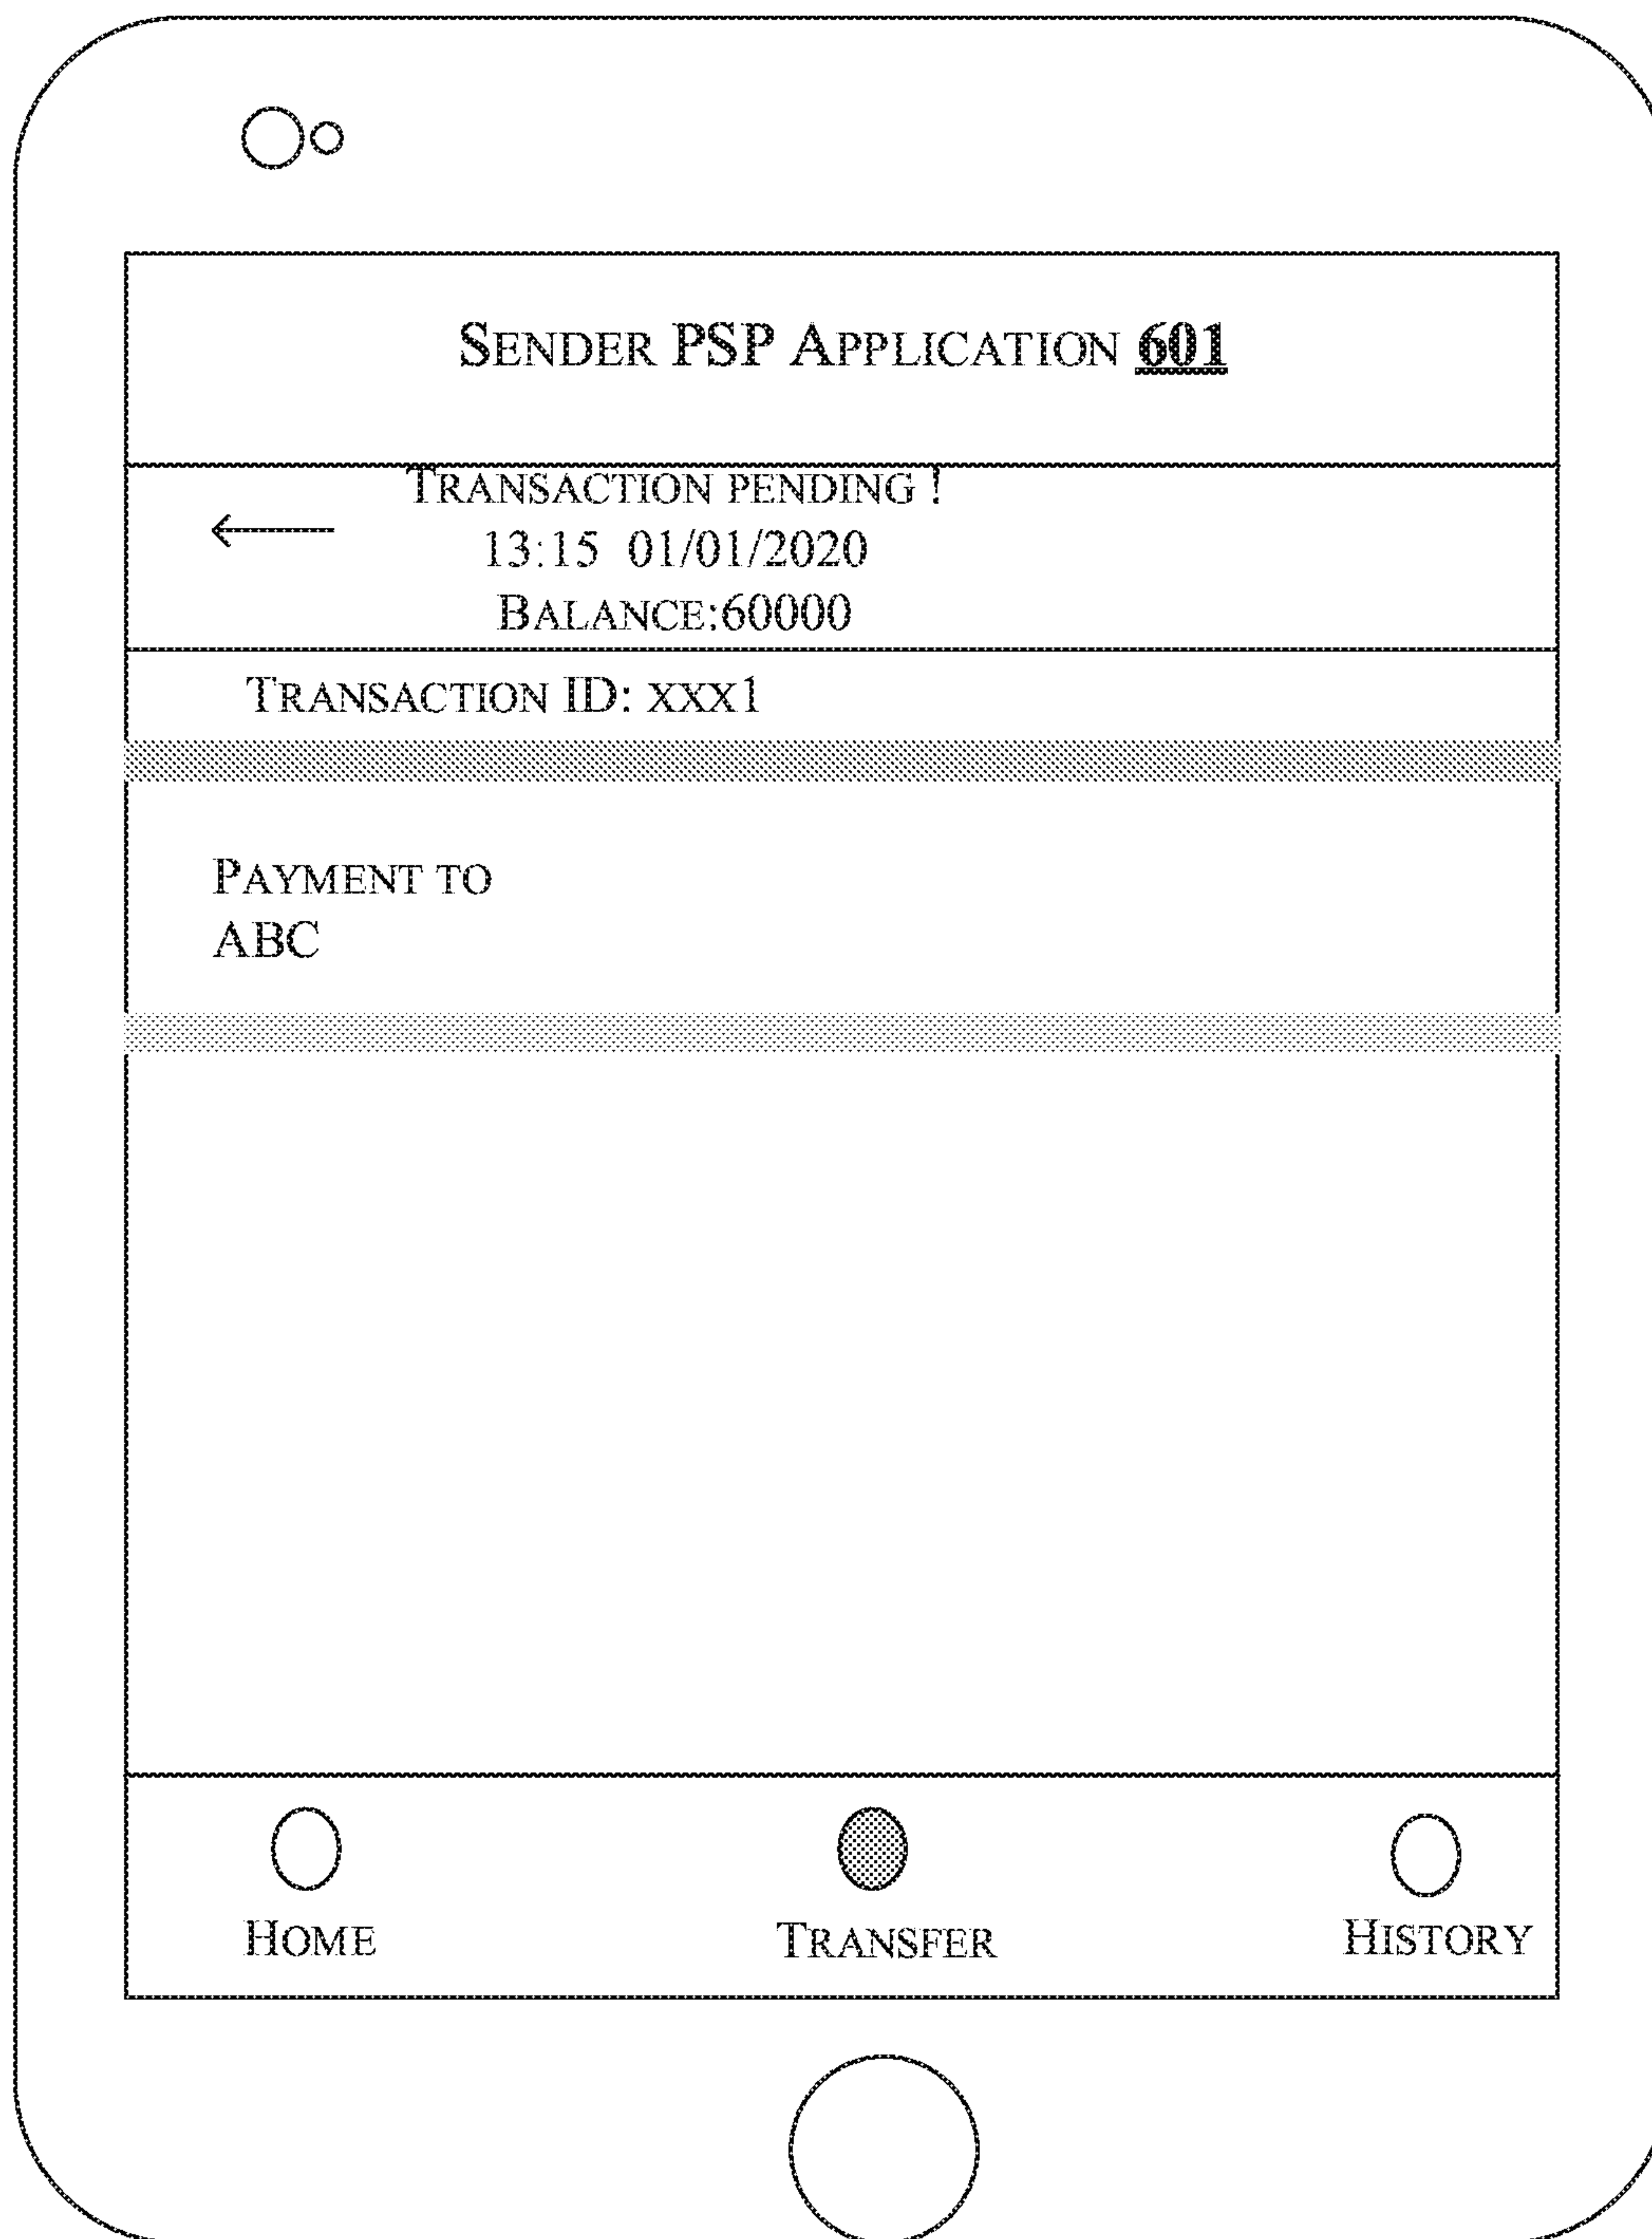 SENDER PSP APPLICATION 601
TRANSACTION PENDING !
13:15 01/01/2020
BALANCE:60000
TRANSACTION ID: XXX1
PAYMENT TO
ABC
HOME
TRANSFER
HISTORY